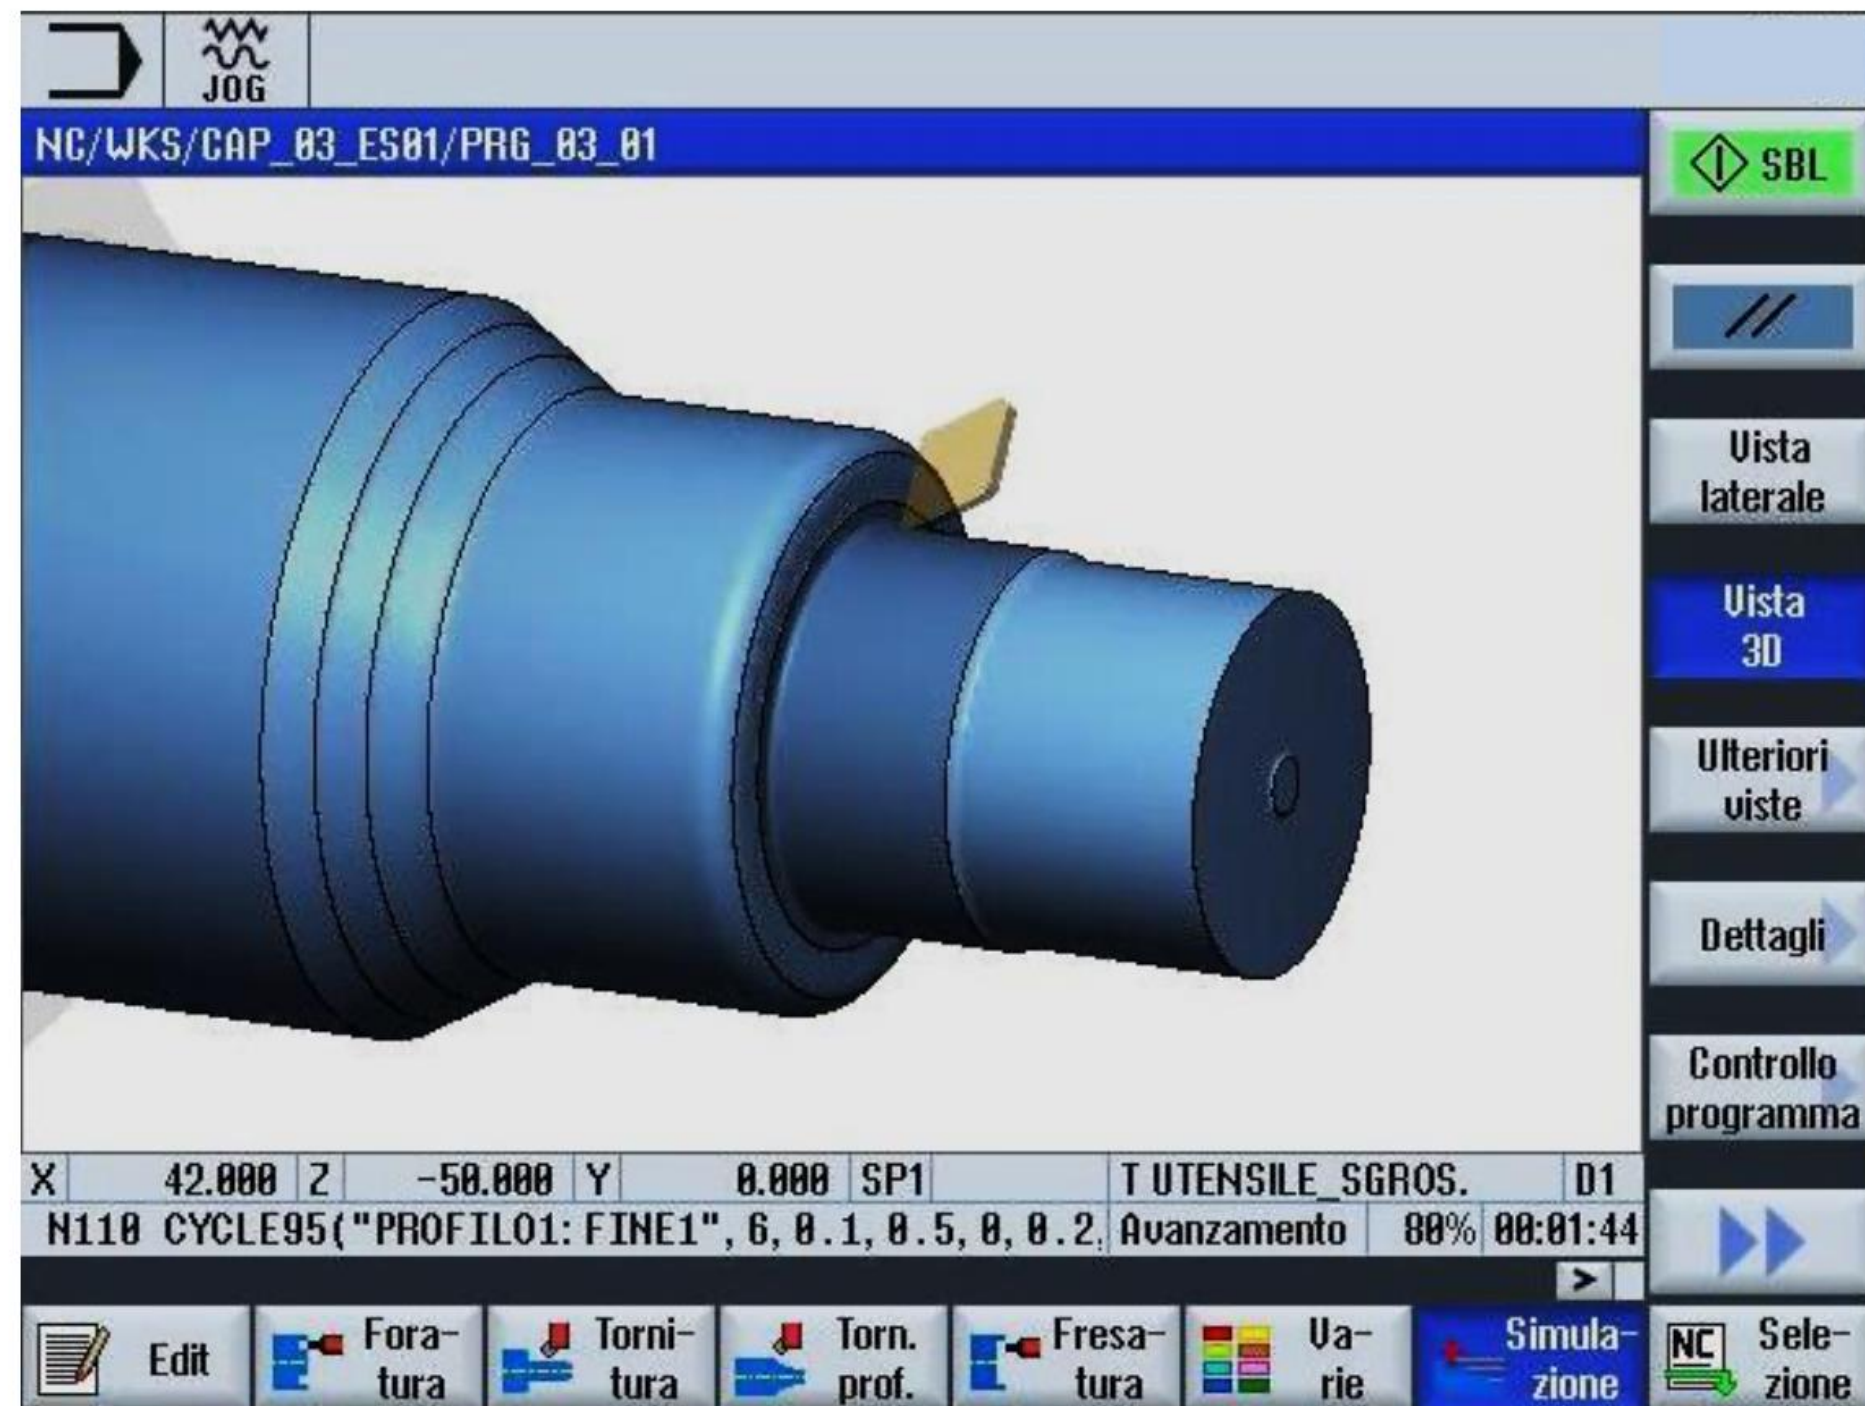 JOG
NC/WKS/CAP_03_ES01/PRG_03_01
SBL
Vista
laterale
Vista
3D
Ulteriori
viste
Dettagli
Controllo
programma
X 42.000 Z -50.000 Y 0.000 SP1 T UTENSILE_SGROS. D1
N110 CYCLE95("PROFILO1:FINE1",6,0.1,0.5,0,0.2, Avanzamento 80% 00:01:44
>
Edit
Fora-
tura
Torni-
tura
Torn.
prof.
Fresa-
tura
Va-
rie
Simula-
zione
NC
Sele-
zione